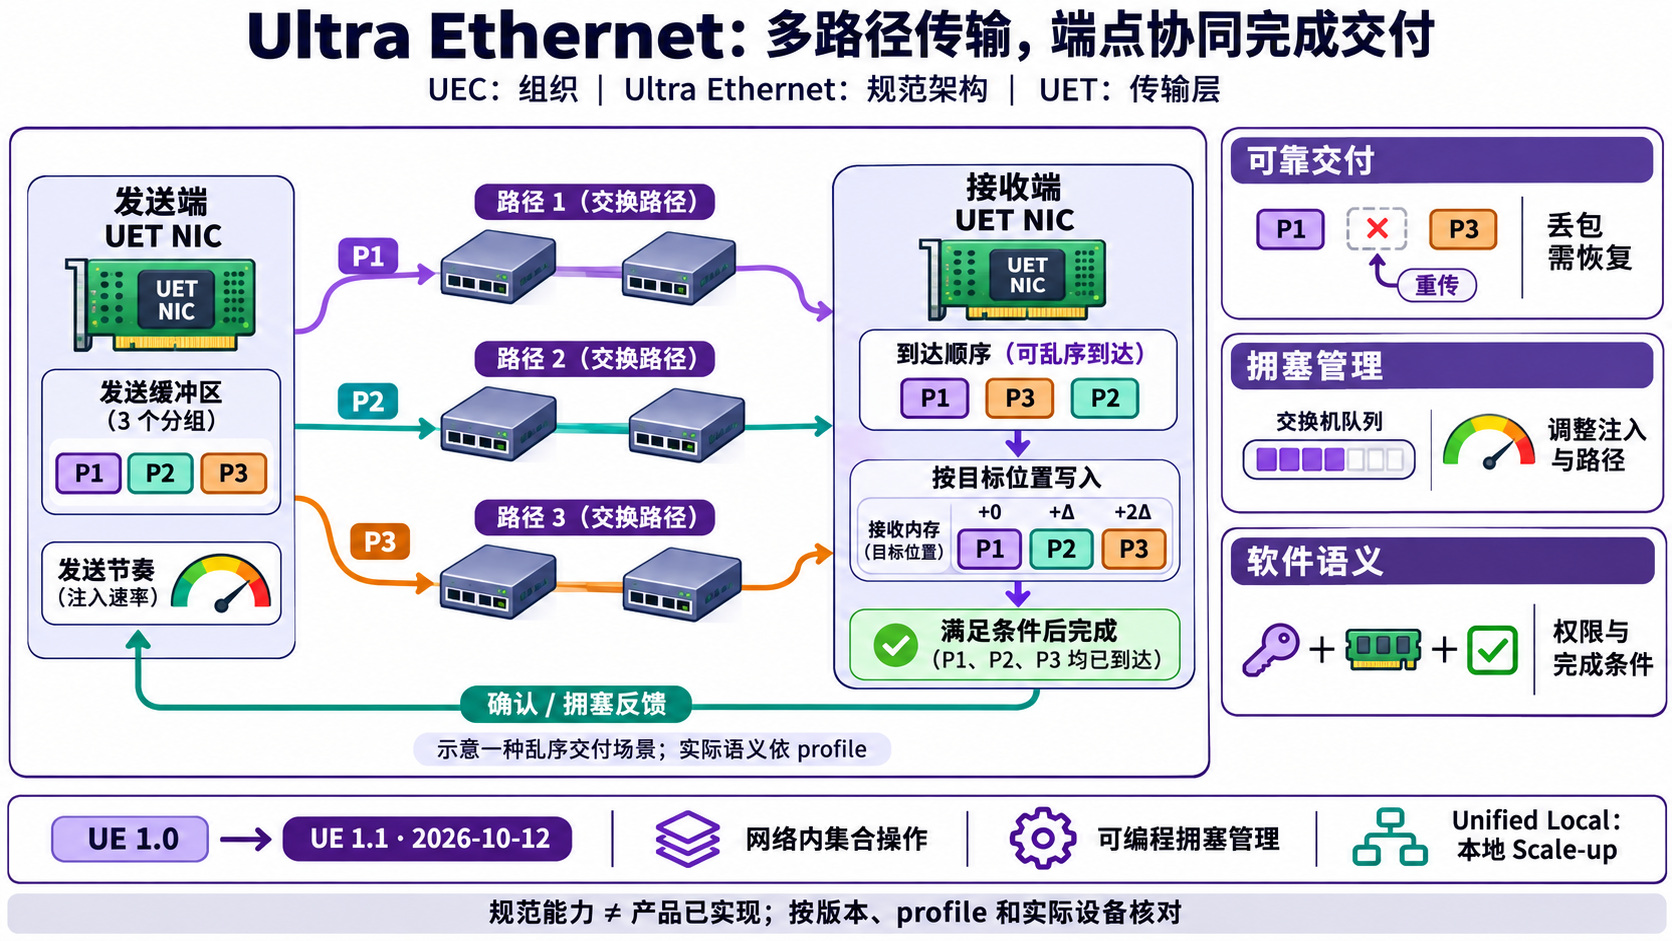 Ultra Ethernet：多路径传输，端点协同完成交付
UEC：组织 | Ultra Ethernet：规范架构 | UET：传输层
发送端
UET NIC
UET
NIC
发送缓冲区
（3 个分组）
P1 P2 P3
发送节奏
（注入速率）
路径 1（交换路径）
P1
路径 2（交换路径）
P2
路径 3（交换路径）
P3
接收端
UET NIC
UET
NIC
到达顺序（可乱序到达）
P1 P3 P2
按目标位置写入
接收内存
（目标位置）
+0 +Δ +2Δ
P1 P2 P3
满足条件后完成
（P1、P2、P3 均已到达）
确认 / 拥塞反馈
示意一种乱序交付场景；实际语义依 profile
可靠交付
P1 P3
重传
丢包
需恢复
拥塞管理
交换机队列
调整注入
与路径
软件语义
+ +
权限与
完成条件
UE 1.0
UE 1.1 · 2026-10-12
网络内集合操作
可编程拥塞管理
Unified Local：
本地 Scale-up
规范能力 ≠ 产品已实现；按版本、profile 和实际设备核对